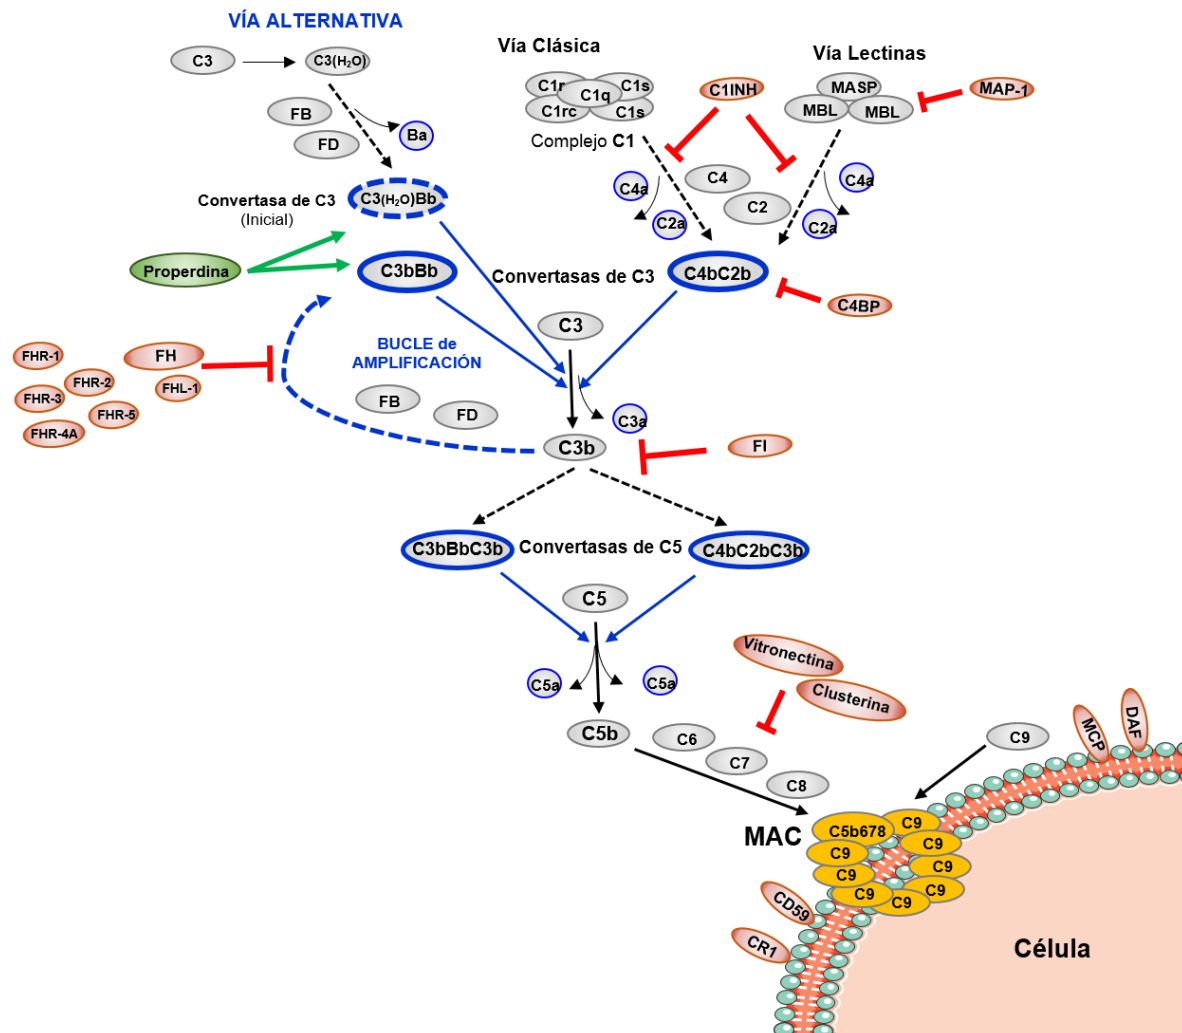 VÍA ALTERNATIVA
C3
C3(H₂O)
FB
FD
Ba
Convertasa de C3
(Inicial)
C3(H₂O)Bb
Properdina
C3bBb
Vía Clásica
C1r
C1s
C1q
C1rc
C1s
Complejo C1
C1INH
Vía Lectinas
MASP
MBL
MBL
MAP-1
C4
C2
C4a
C2a
C4a
C2a
Convertasas de C3
C4bC2b
C4BP
C3
BUCLE de
AMPLIFICACIÓN
FHR-1
FH
FHR-2
FHL-1
FHR-3
FHR-5
FHR-4A
FB
FD
C3a
C3b
FI
C3bBbC3b
Convertasas de C5
C4bC2bC3b
C5
C5a
C5a
C5b
Vitronectina
Clusterina
C6
C7
C8
C9
MCP
DAF
MAC
C5b678
C9
C9
C9
C9
C9
C9
C9
C9
CD59
CR1
Célula